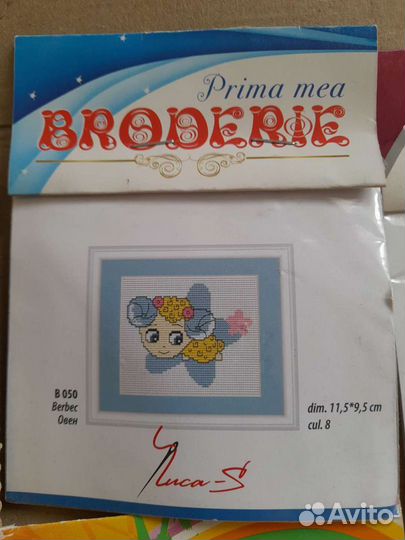 Prima mea
BRODERIE
B 050
Berbec
Овен
dim. 11,5*9,5 cm
cul. 8
Luca-S
Avito